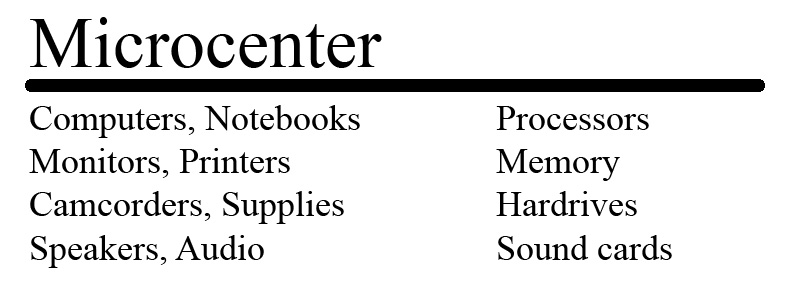 Microcenter
Computers, Notebooks
Monitors, Printers
Camcorders, Supplies
Speakers, Audio
Processors
Memory
Hardrives
Sound cards